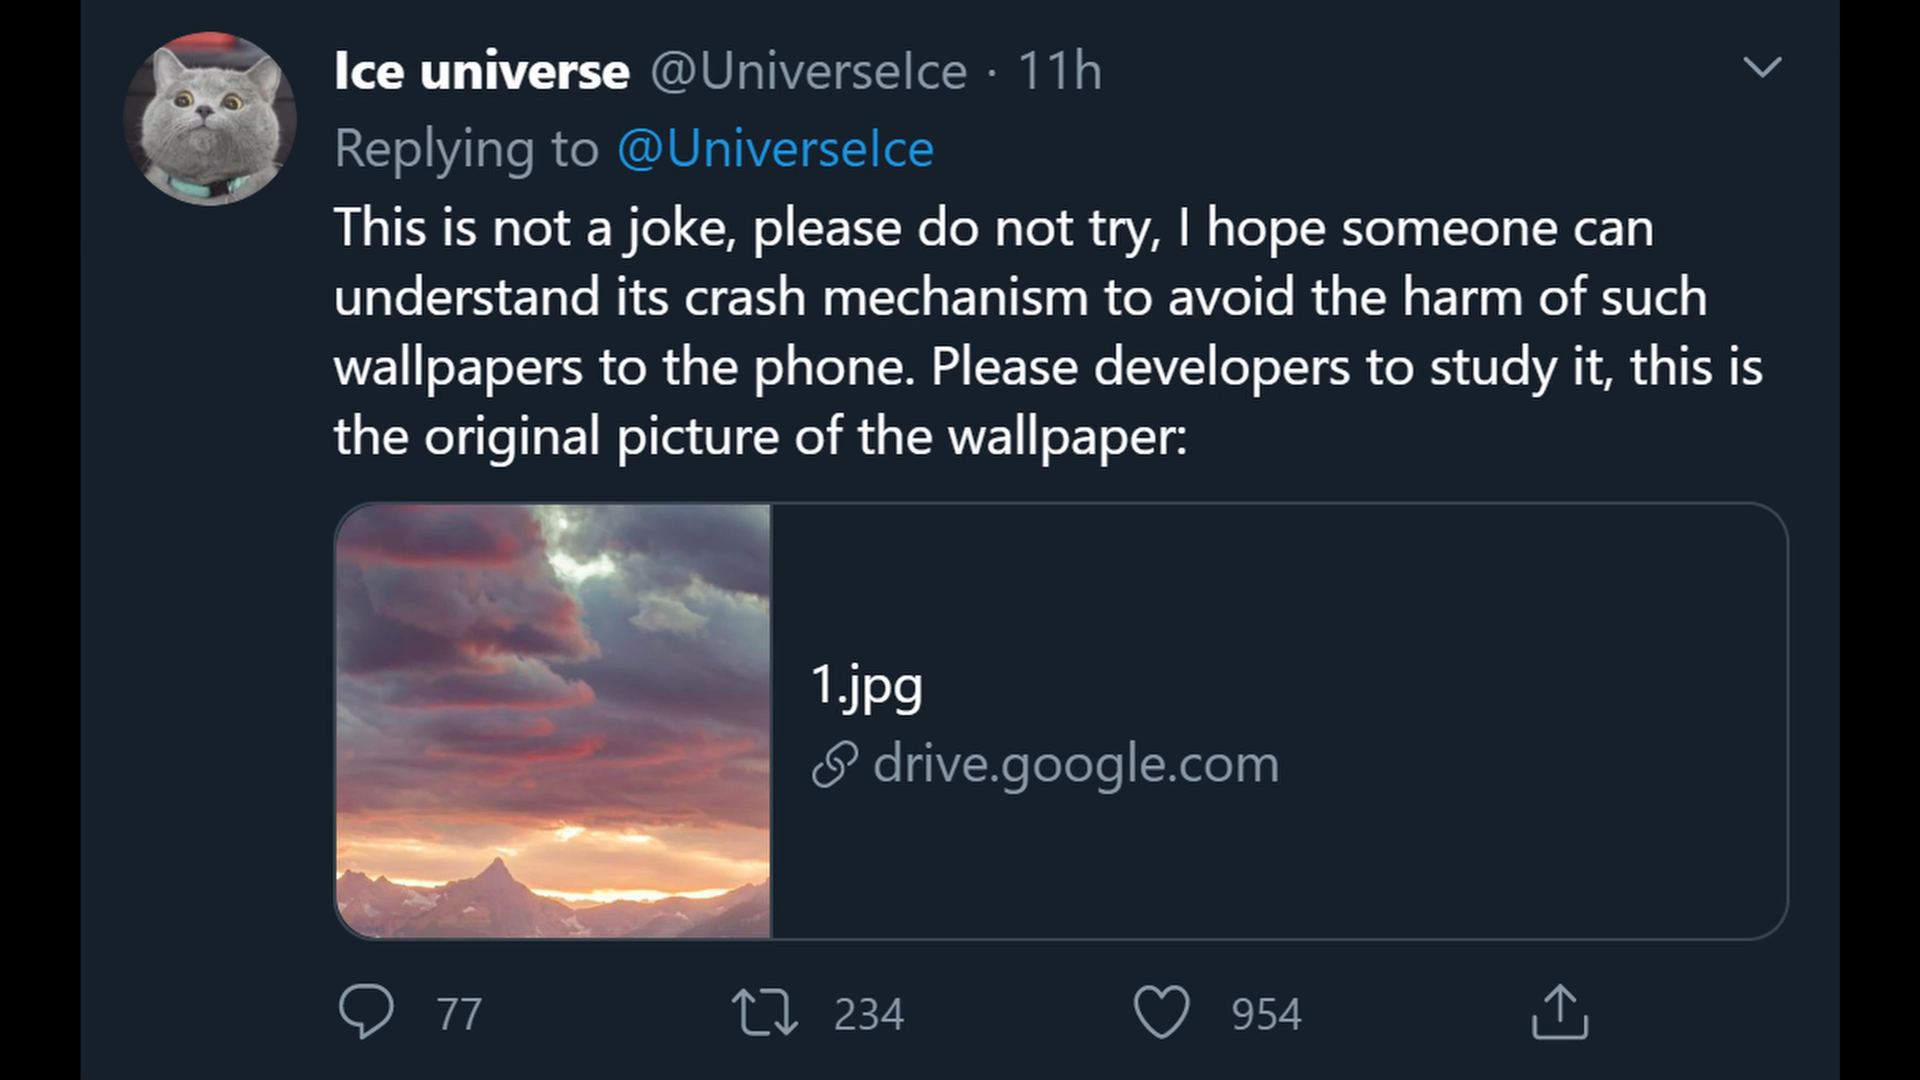 Ice universe @UniverseIce · 11h
Replying to @UniverseIce
This is not a joke, please do not try, I hope someone can
understand its crash mechanism to avoid the harm of such
wallpapers to the phone. Please developers to study it, this is
the original picture of the wallpaper:
1.jpg
drive.google.com
77 234 954